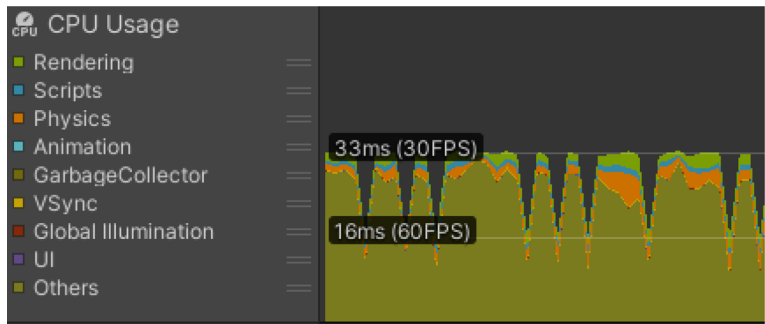 CPU CPU Usage
Rendering
Scripts
Physics
Animation
GarbageCollector
VSync
Global Illumination
UI
Others
33ms (30FPS)
16ms (60FPS)